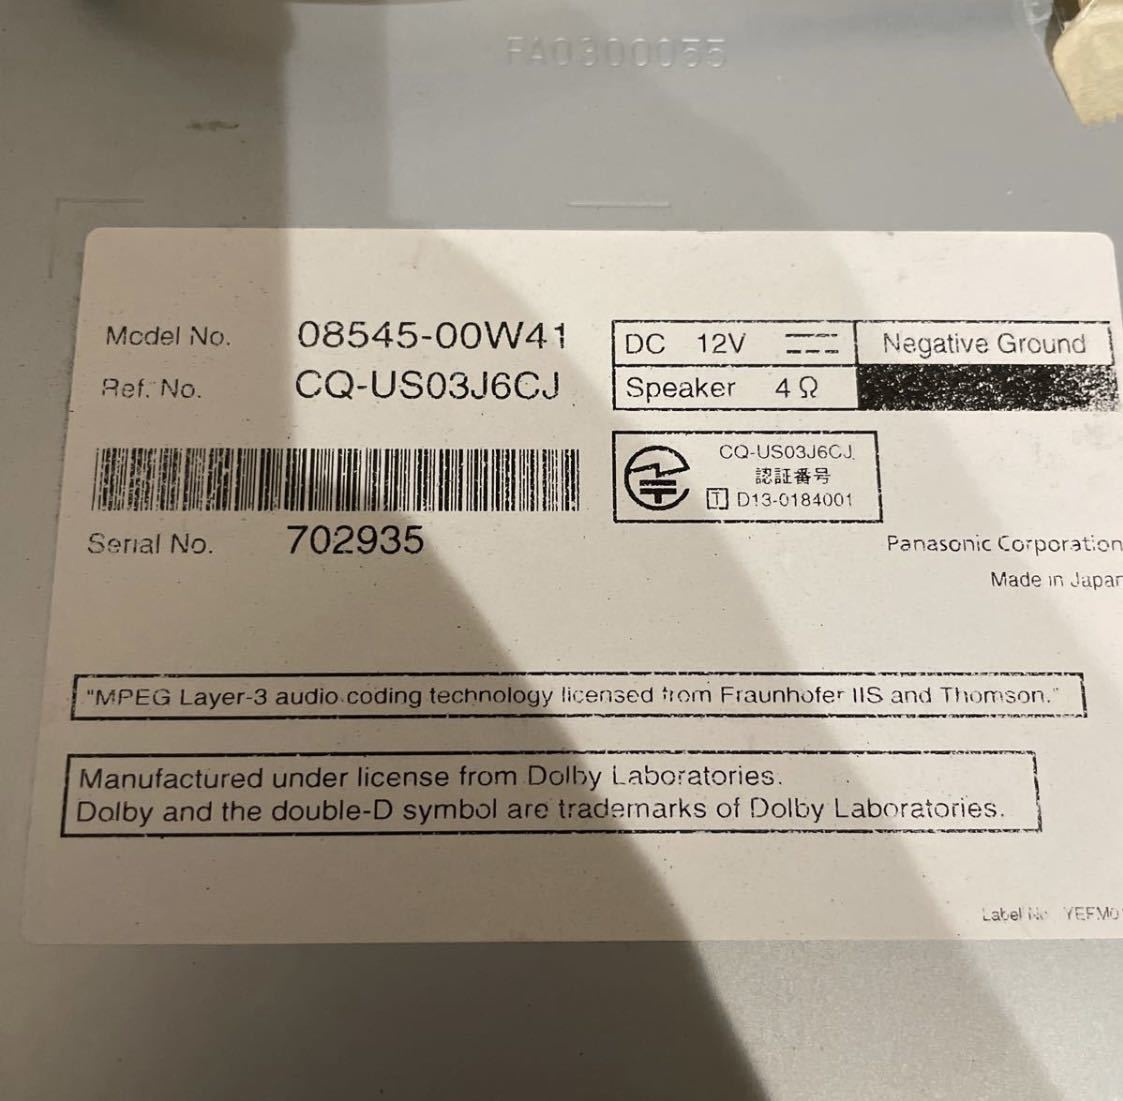 FA0300055
Model No. 08545-00W41
Ref. No. CQ-US03J6CJ
DC 12V Negative Ground
Speaker 4Ω
CQ-US03J6CJ
認証番号
T D13-0184001
Serial No. 702935
Panasonic Corporation
Made in Japan
"MPEG Layer-3 audio coding technology licensed from Fraunhofer IIS and Thomson."
Manufactured under license from Dolby Laboratories.
Dolby and the double-D symbol are trademarks of Dolby Laboratories.
Label No